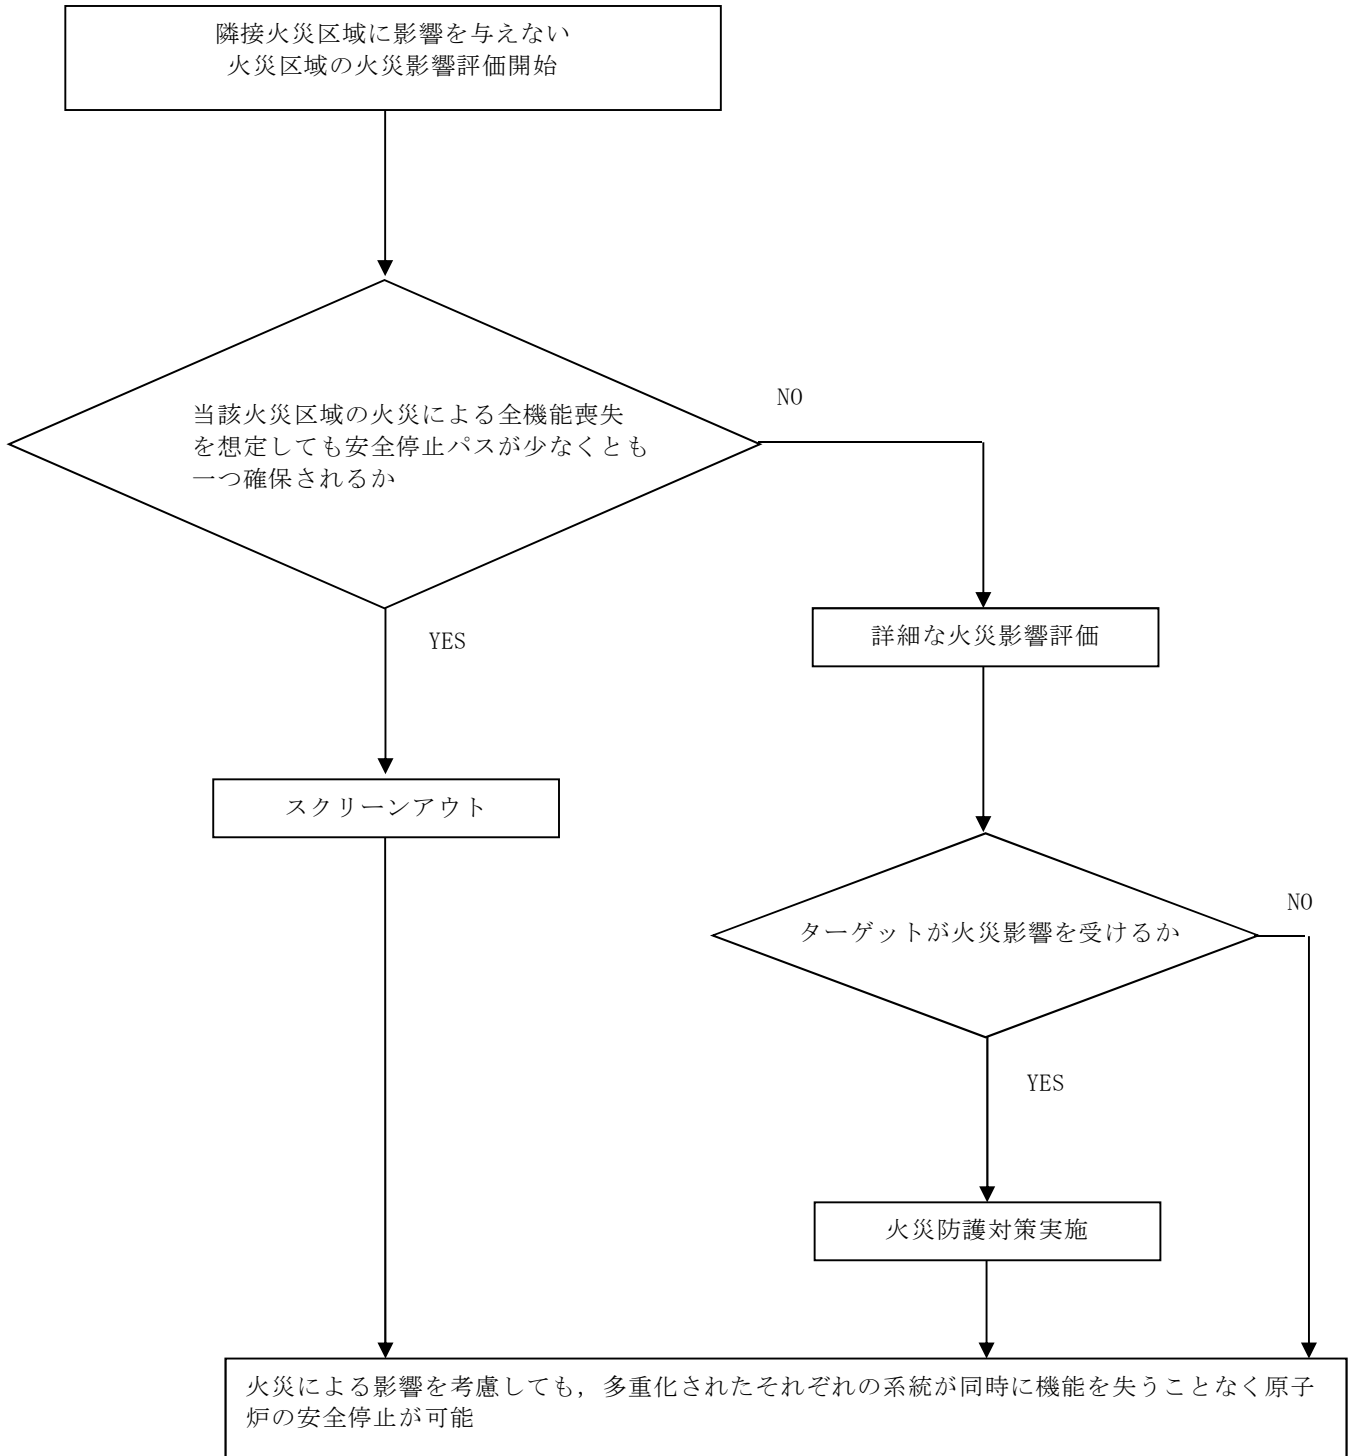 隣接火災区域に影響を与えない
火災区域の火災影響評価開始
NO
当該火災区域の火災による全機能喪失
を想定しても安全停止パスが少なくとも
一つ確保されるか
YES
詳細な火災影響評価
スクリーンアウト
NO
ターゲットが火災影響を受けるか
YES
火災防護対策実施
火災による影響を考慮しても，多重化されたそれぞれの系統が同時に機能を失うことなく原子
炉の安全停止が可能